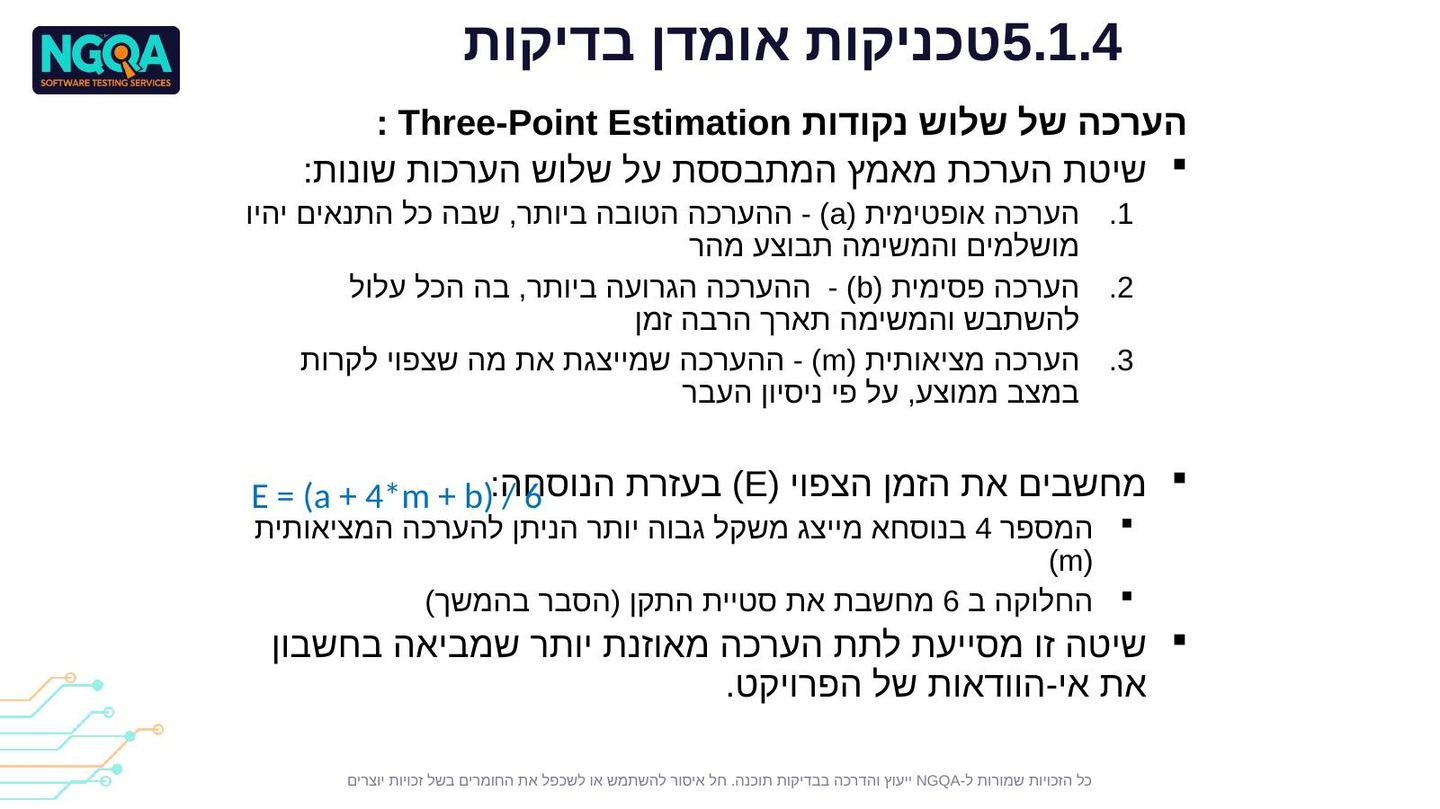 NGQA
SOFTWARE TESTING SERVICES
5.1.4טכניקות אומדן בדיקות
הערכה של שלוש נקודות Three-Point Estimation :
▪ שיטת הערכת מאמץ המתבססת על שלוש הערכות שונות:
1. הערכה אופטימית (a) - ההערכה הטובה ביותר, שבה כל התנאים יהיו
מושלמים והמשימה תבוצע מהר
2. הערכה פסימית (b) - ההערכה הגרועה ביותר, בה הכל עלול
להשתבש והמשימה תארך הרבה זמן
3. הערכה מציאותית (m) - ההערכה שמייצגת את מה שצפוי לקרות
במצב ממוצע, על פי ניסיון העבר
▪ מחשבים את הזמן הצפוי (E) בעזרת הנוסחה:
E = (a + 4*m + b) / 6
▪ המספר 4 בנוסחא מייצג משקל גבוה יותר הניתן להערכה המציאותית
(m)
▪ החלוקה ב 6 מחשבת את סטיית התקן (הסבר בהמשך)
▪ שיטה זו מסייעת לתת הערכה מאוזנת יותר שמביאה בחשבון
את אי-הוודאות של הפרויקט.
כל הזכויות שמורות ל-NGQA ייעוץ והדרכה בבדיקות תוכנה. חל איסור להשתמש או לשכפל את החומרים בשל זכויות יוצרים